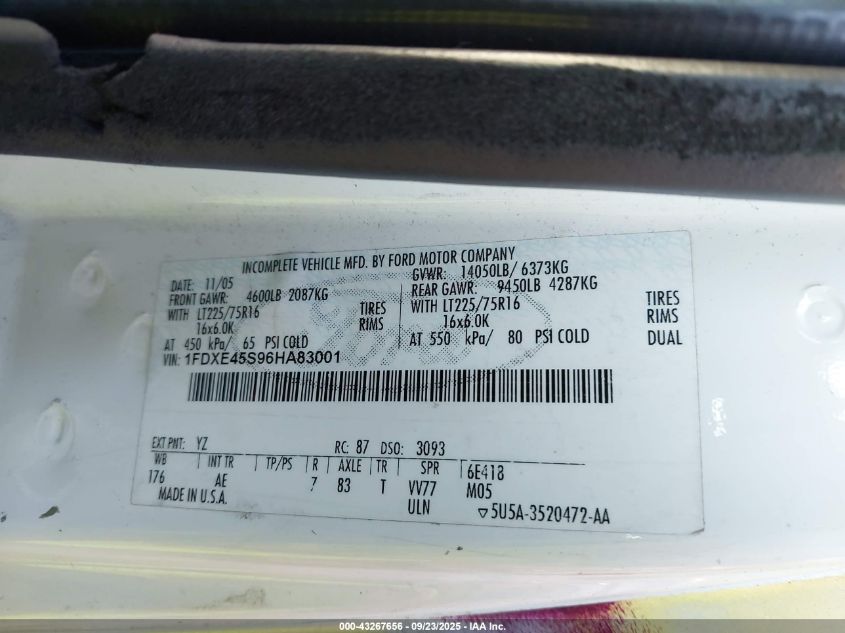 INCOMPLETE VEHICLE MFD. BY FORD MOTOR COMPANY
DATE: 11/05 GVWR: 14050LB/ 6373KG
FRONT GAWR: 4600LB 2087KG REAR GAWR: 9450LB 4287KG
WITH LT225/75R16 TIRES WITH LT225/75R16 TIRES
16x6.0K RIMS 16x6.0K RIMS
AT 450 kPa/ 65 PSI COLD AT 550 kPa/ 80 PSI COLD DUAL
VIN: 1FDXE45S96HA83001
EXT PNT: YZ RC: 87 DSO: 3093
WB INT TR TP/PS R AXLE TR SPR 6E418
176 AE 7 83 T VV77 M05
MADE IN U.S.A. ULN ▽5U5A-3520472-AA
000-43267656 - 09/23/2025 - IAA Inc.